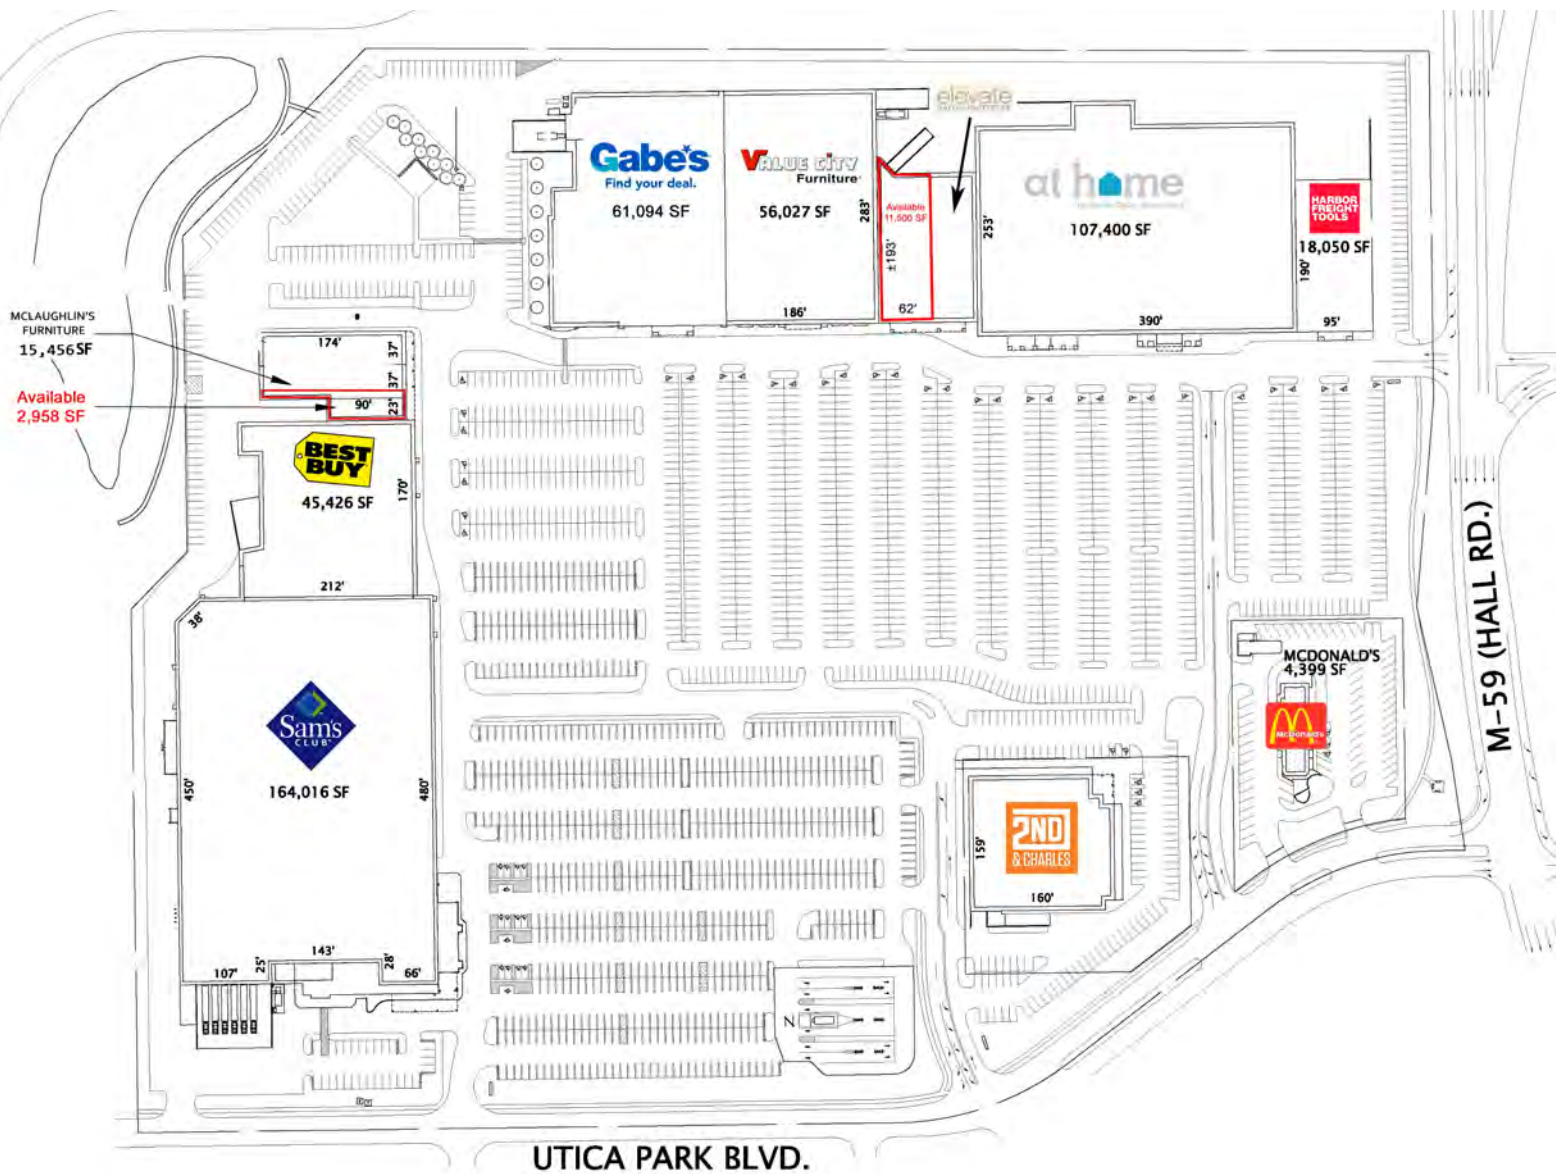 elevate
Gabe's
Find your deal.
61,094 SF
VALUE CITY
Furniture
56,027 SF
283'
186'
Available
11,500 SF
±193'
62'
253'
at home
107,400 SF
390'
HARBOR
FREIGHT
TOOLS
18,050 SF
190'
95'
MCLAUGHLIN'S
FURNITURE
15,456 SF
Available
2,958 SF
174'
37'
37'
90'
23'
BEST
BUY
45,426 SF
170'
212'
38'
Sam's
CLUB
164,016 SF
450'
480'
143'
107'
25'
28'
66'
M-59 (HALL RD.)
MCDONALD'S
4,399 SF
McDonald's
2ND
& CHARLES
159'
160'
N
UTICA PARK BLVD.